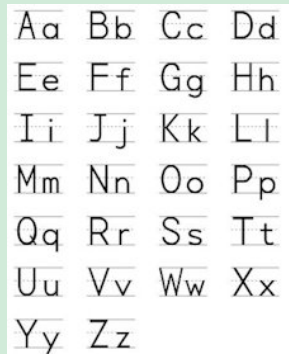 Aa Bb Cc Dd
Ee Ff Gg Hh
Ii Jj Kk Ll
Mm Nn Oo Pp
Qq Rr Ss Tt
Uu Vv Ww Xx
Yy Zz